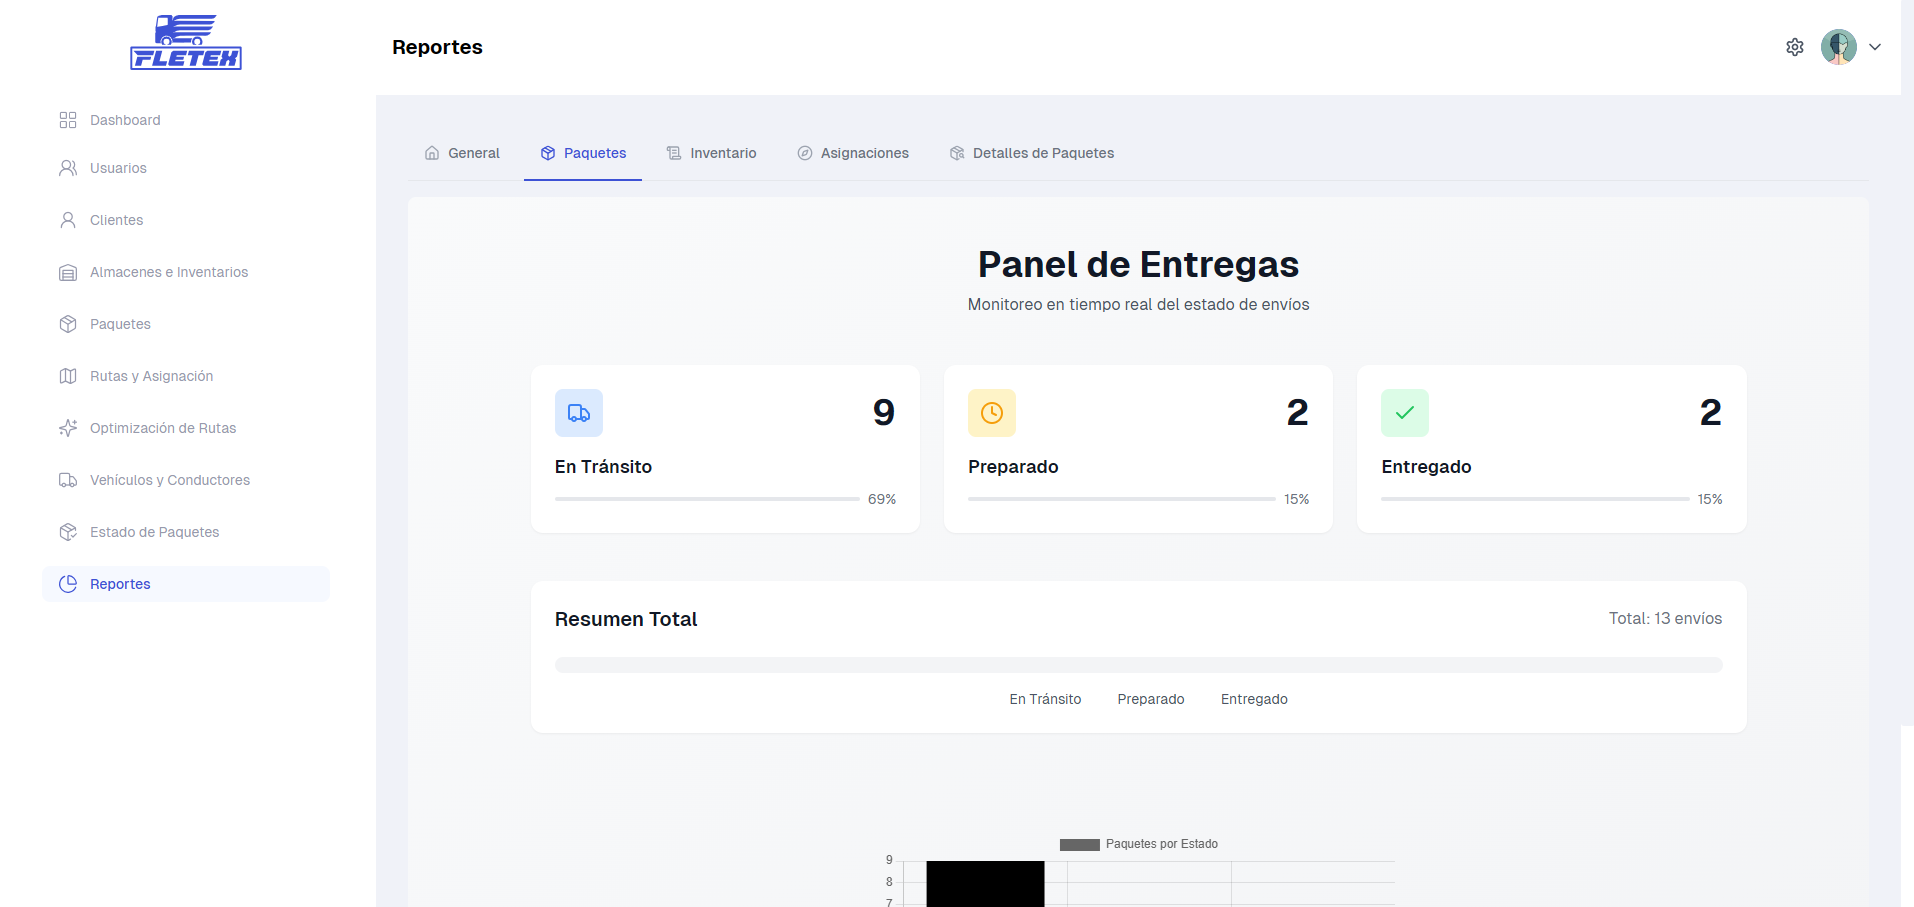 FLETEX
Reportes
Dashboard
Usuarios
Clientes
Almacenes e Inventarios
Paquetes
Rutas y Asignación
Optimización de Rutas
Vehículos y Conductores
Estado de Paquetes
Reportes
General
Paquetes
Inventario
Asignaciones
Detalles de Paquetes
Panel de Entregas
Monitoreo en tiempo real del estado de envíos
9
En Tránsito
69%
2
Preparado
15%
2
Entregado
15%
Resumen Total
Total: 13 envíos
En Tránsito
Preparado
Entregado
Paquetes por Estado
9
8
7